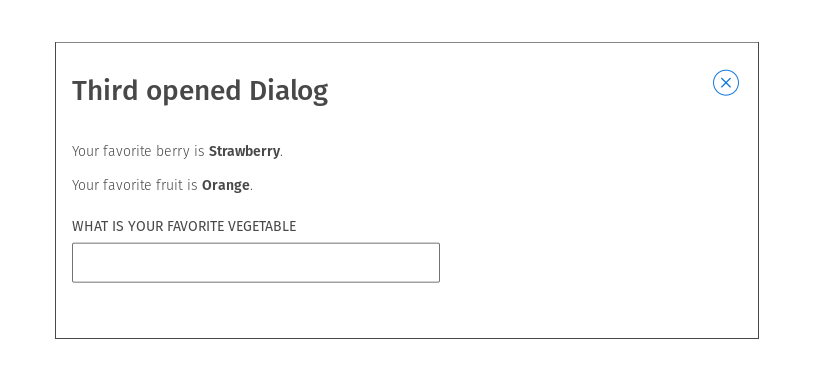 Third opened Dialog
Your favorite berry is Strawberry.
Your favorite fruit is Orange.
WHAT IS YOUR FAVORITE VEGETABLE